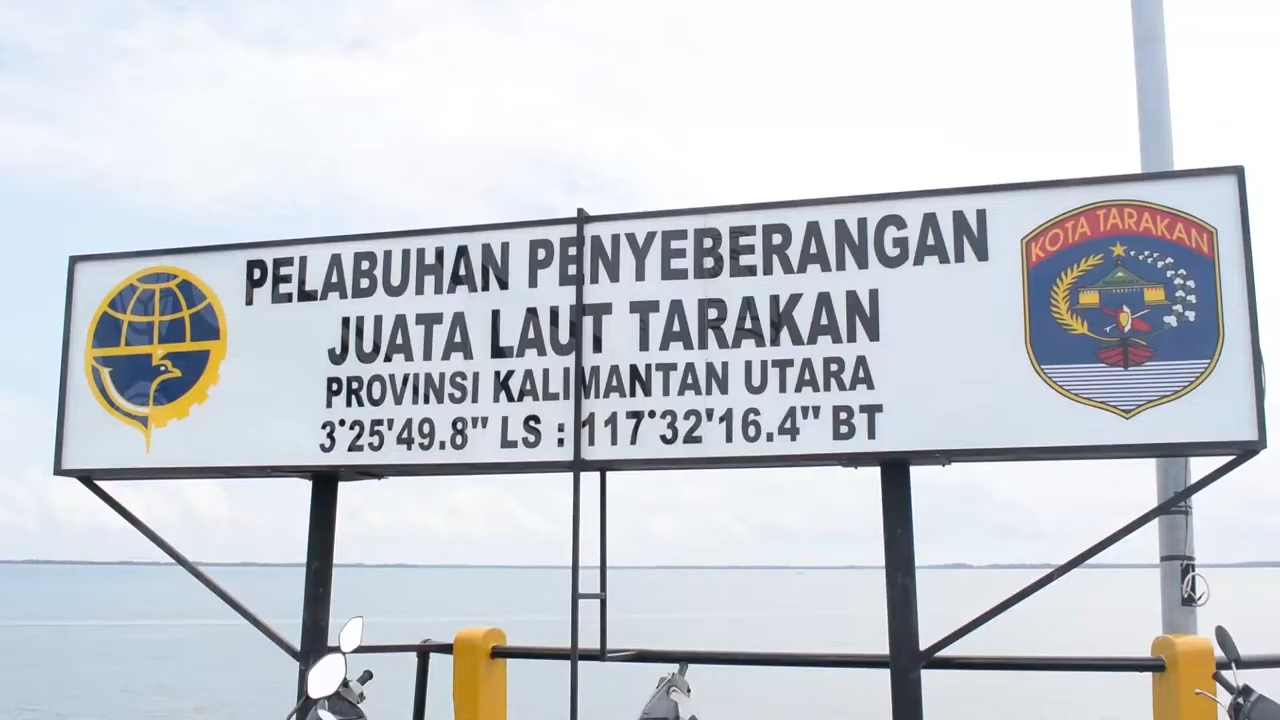 PELABUHAN PENYEBERANGAN
JUATA LAUT TARAKAN
PROVINSI KALIMANTAN UTARA
3°25'49.8" LS : 117°32'16.4" BT
KOTA TARAKAN